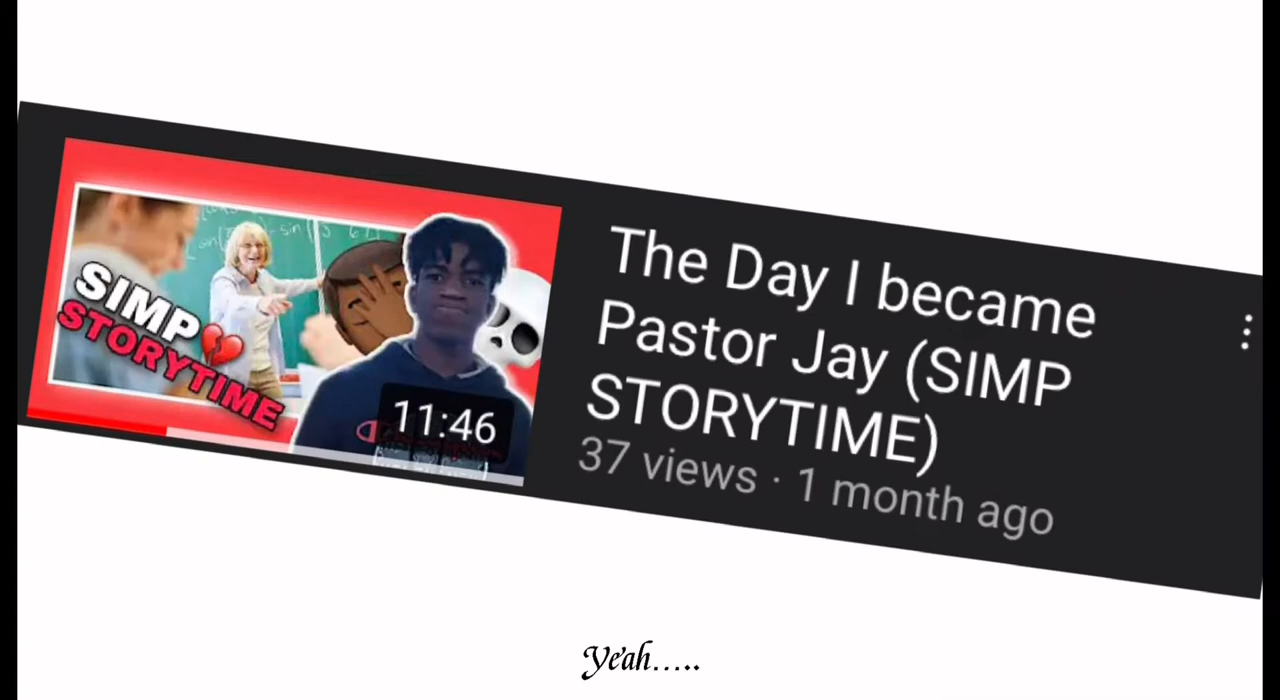 SIMP
STORYTIME
11:46
The Day I became
Pastor Jay (SIMP
STORYTIME)
37 views · 1 month ago
Yeah.....